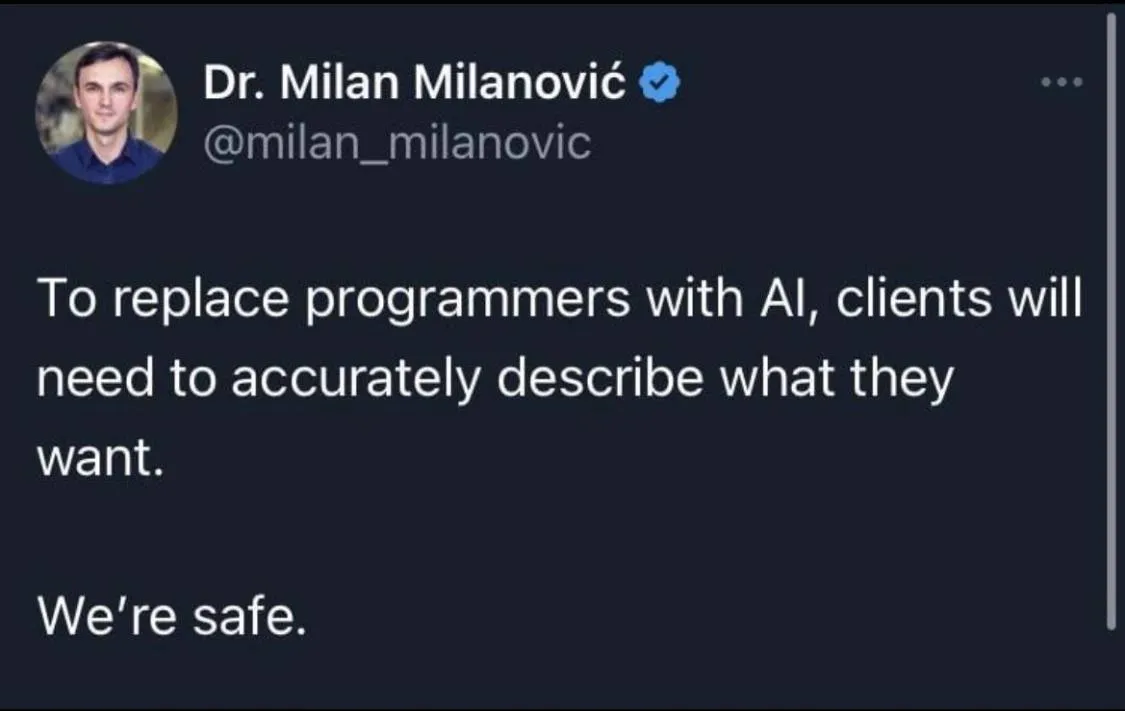 Dr. Milan Milanović
@milan_milanovic
To replace programmers with AI, clients will
need to accurately describe what they
want.
We're safe.